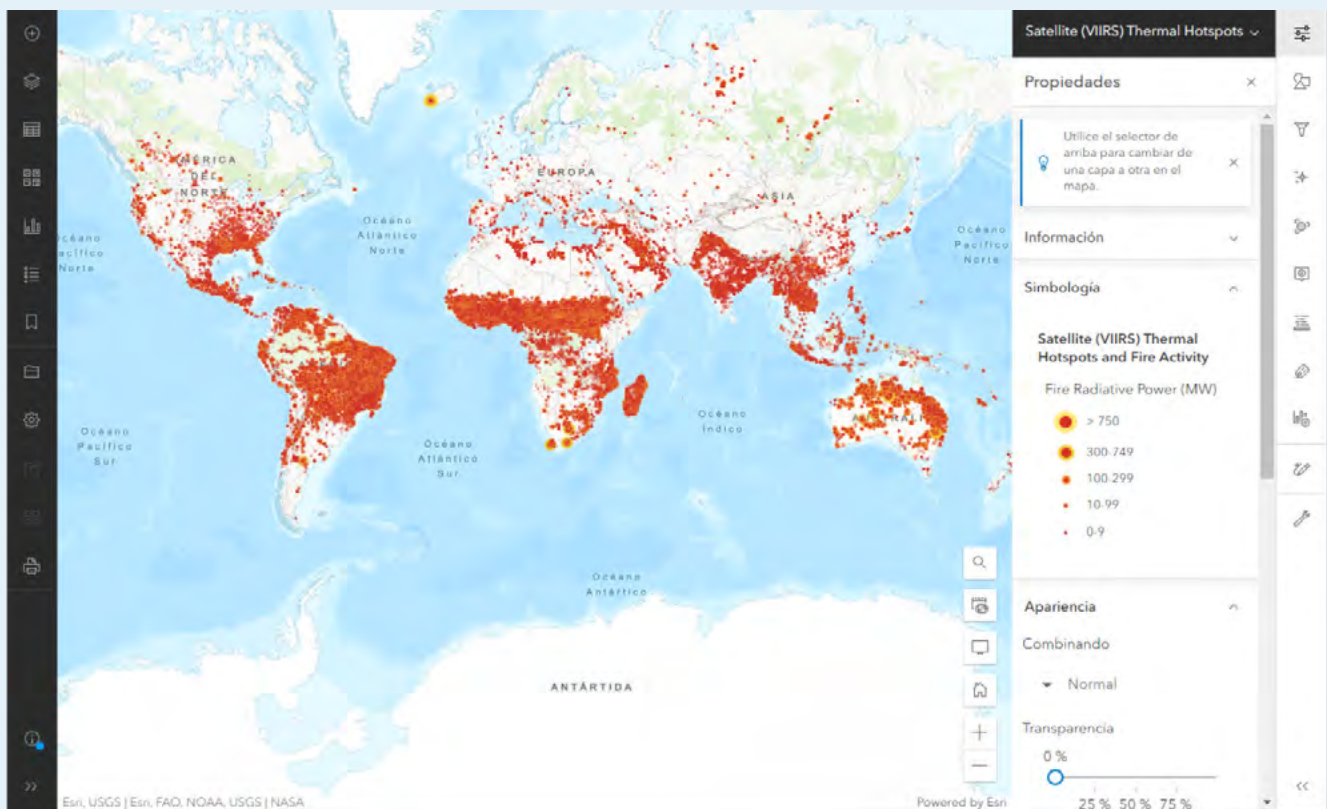 Satellite (VIIRS) Thermal Hotspots
Propiedades
Utilice el selector de
arriba para cambiar de
una capa a otra en el
mapa.
Información
Simbología
Satellite (VIIRS) Thermal
Hotspots and Fire Activity
Fire Radiative Power (MW)
> 750
300-749
100-299
10-99
0-9
Apariencia
Combinando
Normal
Transparencia
0 %
25 % 50 % 75 %
AMÉRICA
DEL
NORTE
EUROPA
ASIA
Océano
Atlántico
Norte
océano
acífico
Norte
Océano
Pacífico
Norte
Océano
Pacífico
Sur
Océano
Atlántico
Sur
Océano
Índico
Océano
Antártico
ANTÁRTIDA
Esri, USGS | Esri, FAO, NOAA, USGS | NASA
Powered by Esri